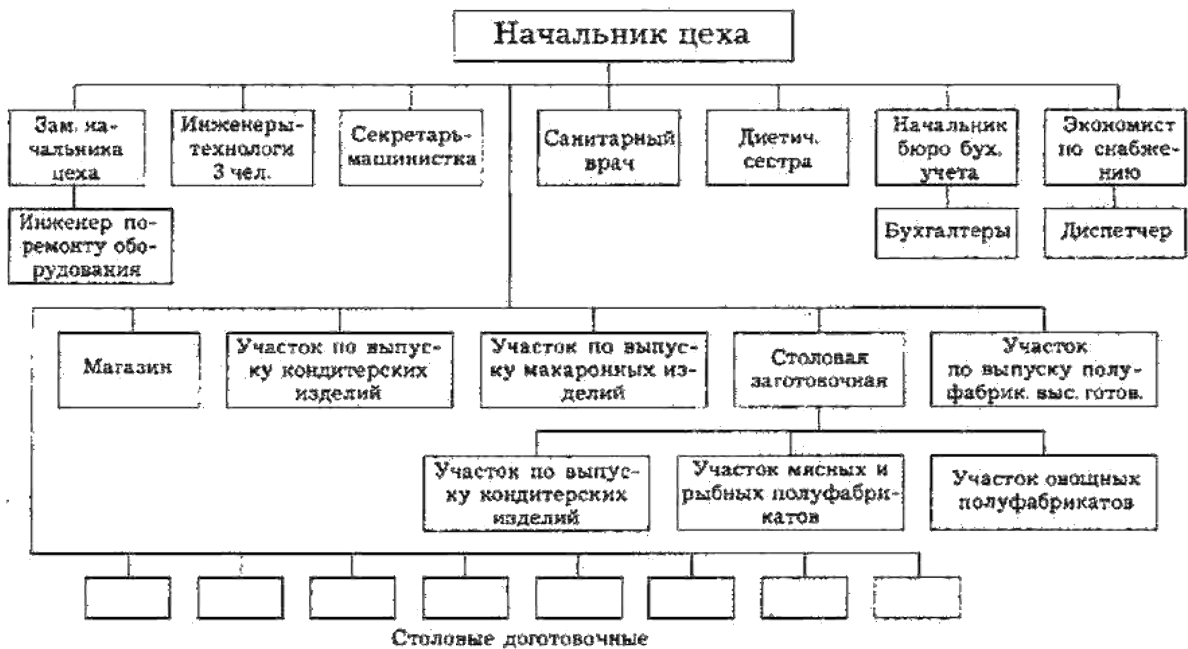 Начальник цеха
Зам. на-
чальника
цеха
Инженеры-
технологи
3 чел.
Секретарь-
машинистка
Санитарный
врач
Диетич.
сестра
Начальник
бюро бух.
учета
Экономист
по снабже-
нию
Инженер по-
ремонту обо-
рудования
Бухгалтеры
Диспетчер
Магазин
Участок по выпус-
ку кондитерских
изделий
Участок по выпус-
ку макаронных из-
делий
Столовая
заготовочная
Участок
по выпуску полу-
фабрик. выс. готов.
Участок по выпус-
ку кондитерских
изделий
Участок мясных и
рыбных полуфабри-
катов
Участок овощных
полуфабрикатов
Столовые доготовочные